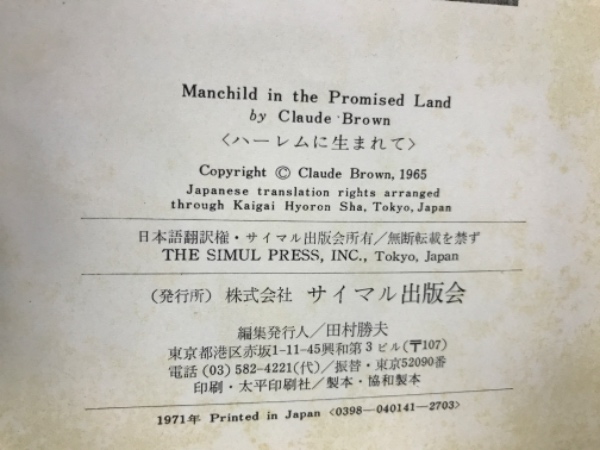 Manchild in the Promised Land
by Claude Brown
〈ハーレムに生まれて〉
Copyright © Claude Brown, 1965
Japanese translation rights arranged
through Kaigai Hyoron Sha, Tokyo, Japan
日本語翻訳権・サイマル出版会所有/無断転載を禁ず
THE SIMUL PRESS, INC., Tokyo, Japan
(発行所) 株式会社 サイマル出版会
編集発行人/田村勝夫
東京都港区赤坂1-11-45興和第3ビル(〒107)
電話 (03) 582-4221(代)/振替・東京52090番
印刷・太平印刷社/製本・協和製本
1971年 Printed in Japan <0398—040141—2703>